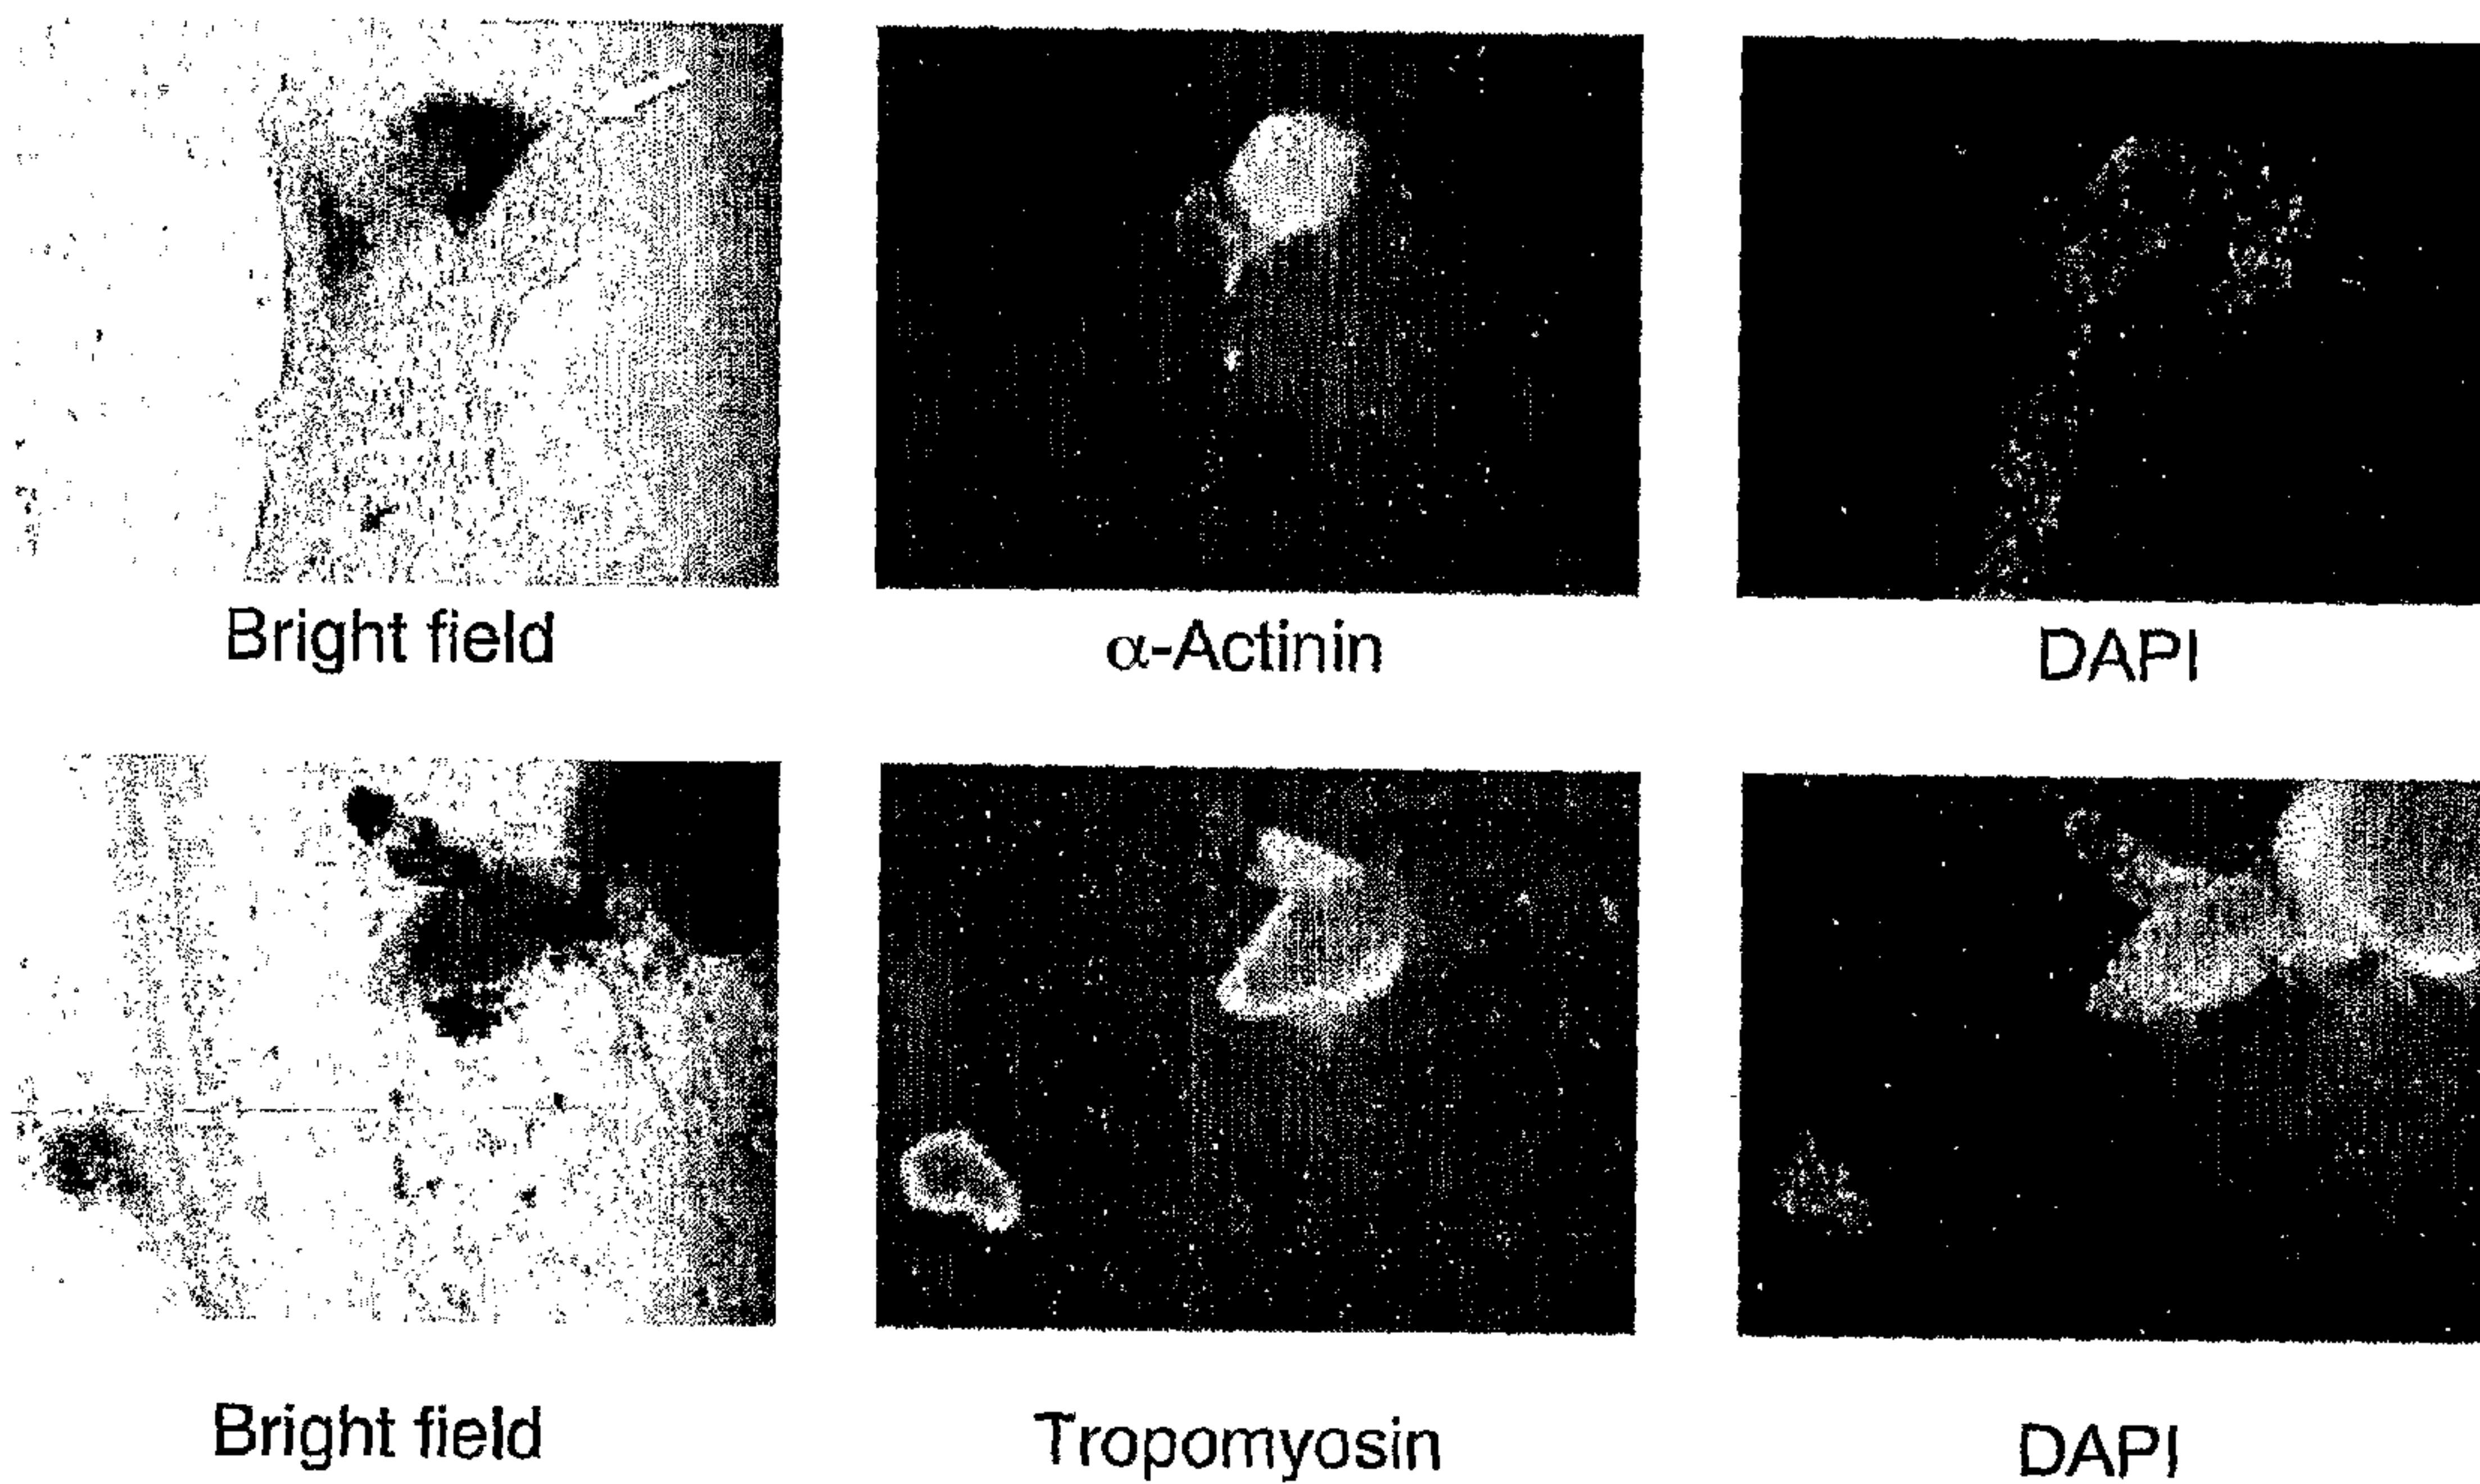 Bright field
α-Actinin
DAPI
Bright field
Tropomyosin
DAPI